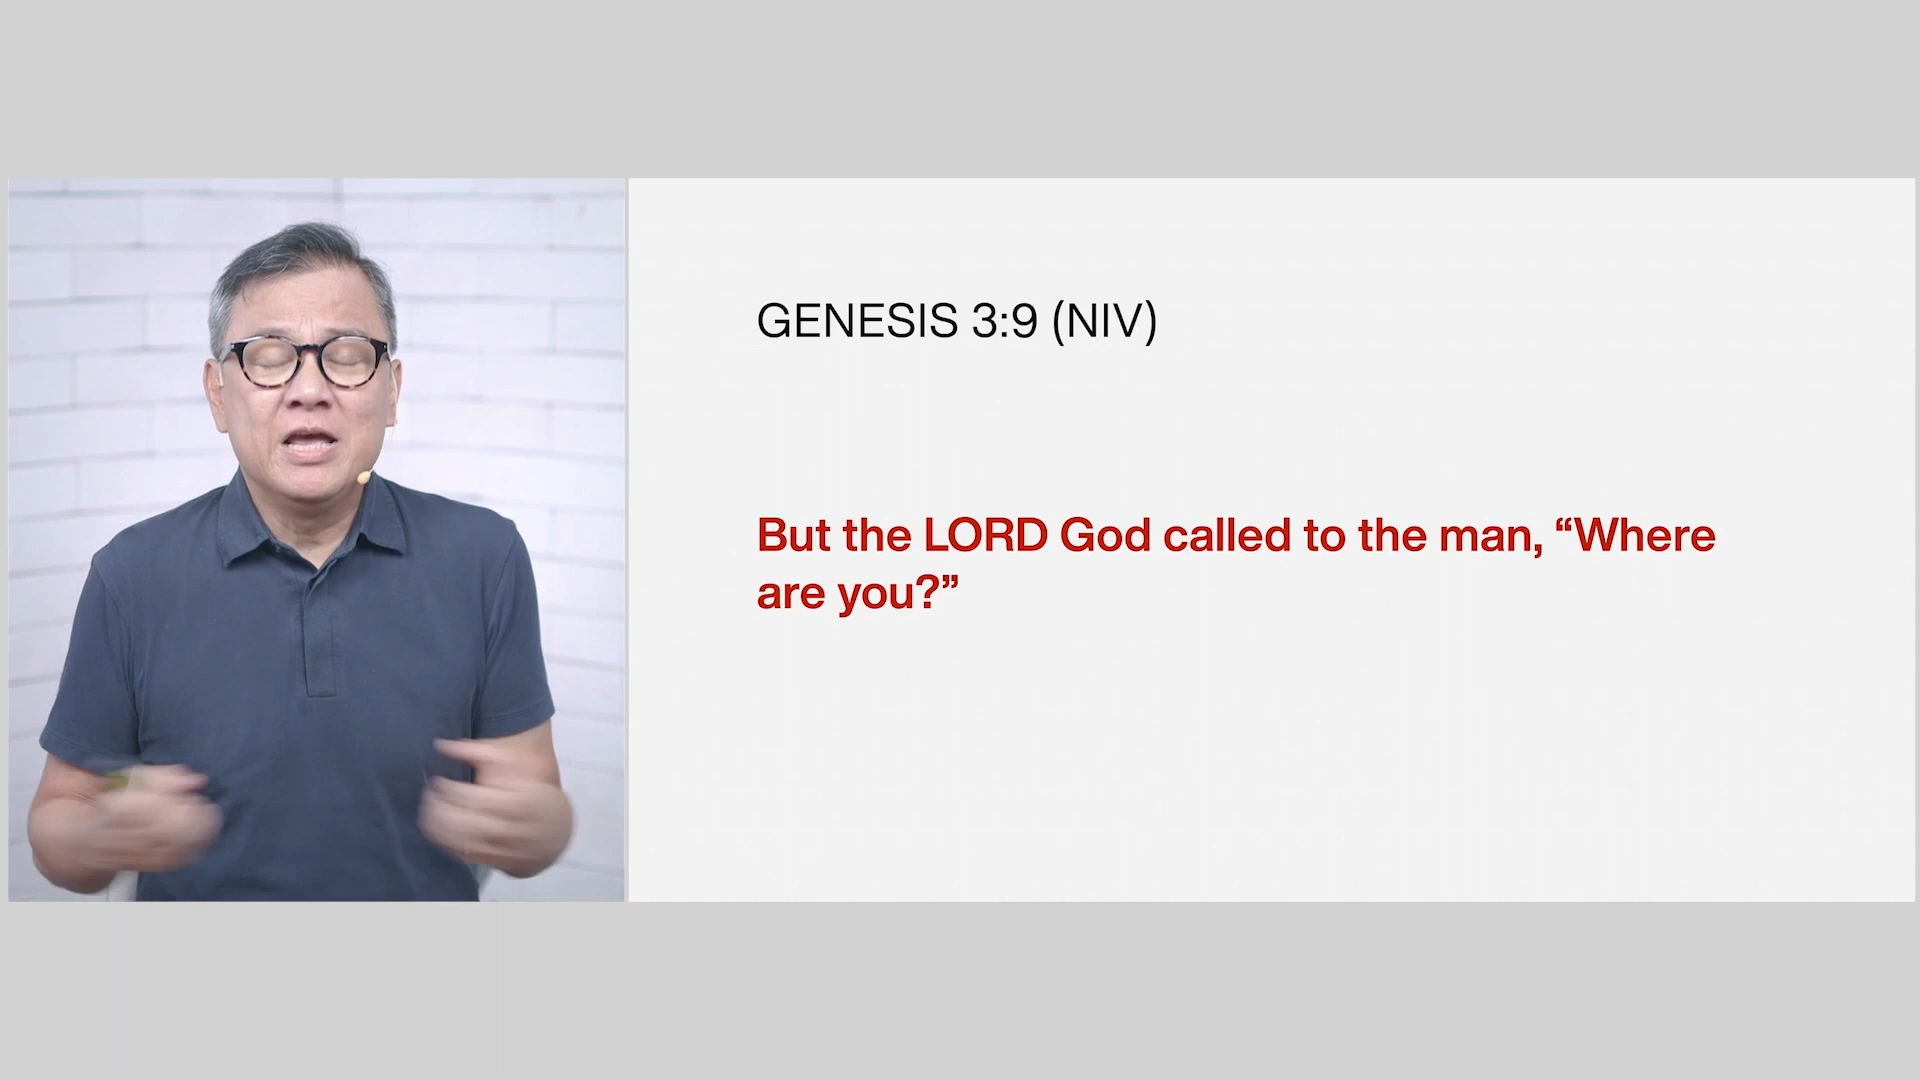 GENESIS 3:9 (NIV)
But the LORD God called to the man, “Where
are you?”